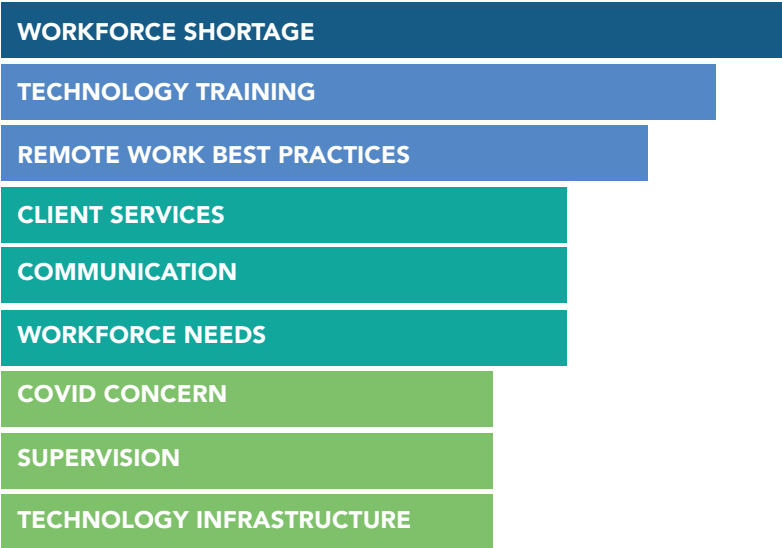 WORKFORCE SHORTAGE
TECHNOLOGY TRAINING
REMOTE WORK BEST PRACTICES
CLIENT SERVICES
COMMUNICATION
WORKFORCE NEEDS
COVID CONCERN
SUPERVISION
TECHNOLOGY INFRASTRUCTURE